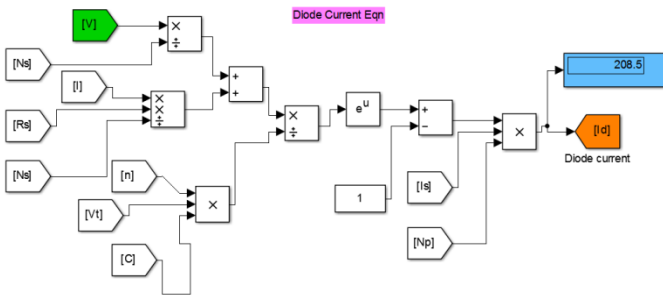 Diode Current Eqn
[V]
×
÷
[Ns]
[I]
×
×
÷
[Rs]
[Ns]
+
+
×
÷
e^u
+
−
1
[n]
[Vt]
[C]
×
[Is]
[Np]
×
208.5
[Id]
Diode current